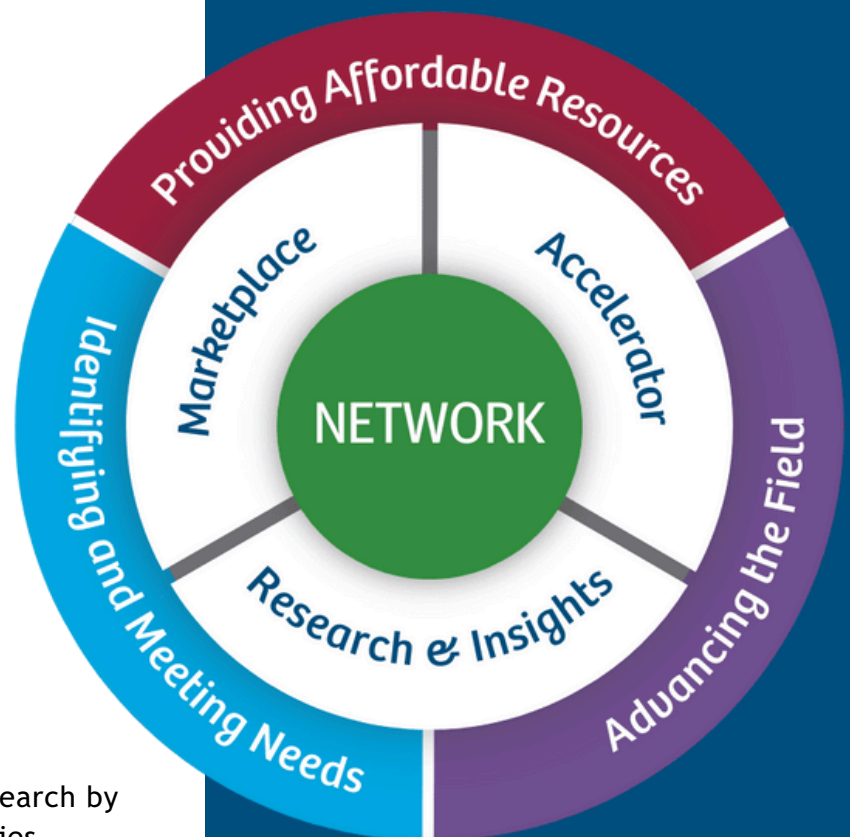 Providing Affordable Resources
Marketplace
Accelerator
NETWORK
Research & Insights
Identifying and Meeting Needs
Advancing the Field
earch by